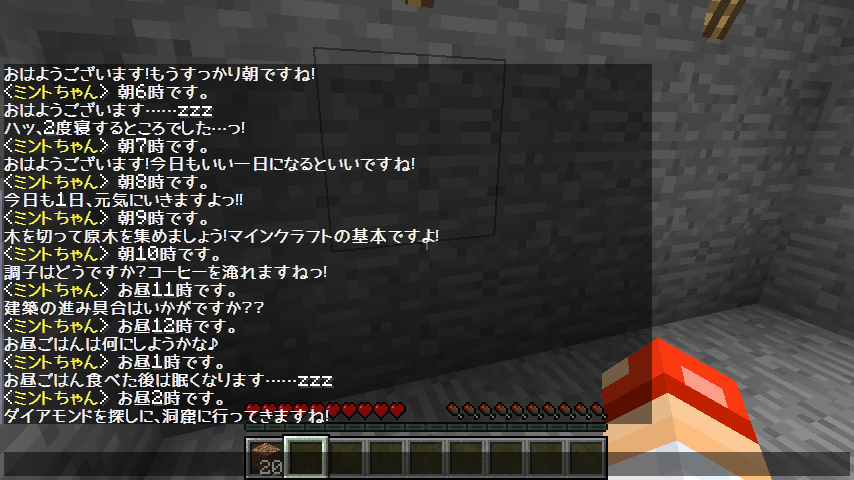 おはようございます!もうすっかり朝ですね!
<ミントちゃん> 朝6時です。
おはようございます……zzz
ハッ、2度寝するところでした…っ!
<ミントちゃん> 朝7時です。
おはようございます!今日もいい一日になるといいですね!
<ミントちゃん> 朝8時です。
今日も1日、元気にいきますよっ!!
<ミントちゃん> 朝9時です。
木を切って原木を集めましょう!マインクラフトの基本ですよ!
<ミントちゃん> 朝10時です。
調子はどうですか?コーヒーを淹れますねっ!
<ミントちゃん> お昼11時です。
建築の進み具合はいかがですか??
<ミントちゃん> お昼12時です。
お昼ごはんは何にしようかな♪
<ミントちゃん> お昼1時です。
お昼ごはん食べた後は眠くなります……zzz
<ミントちゃん> お昼2時です。
ダイアモンドを探しに、洞窟に行ってきますね!
20